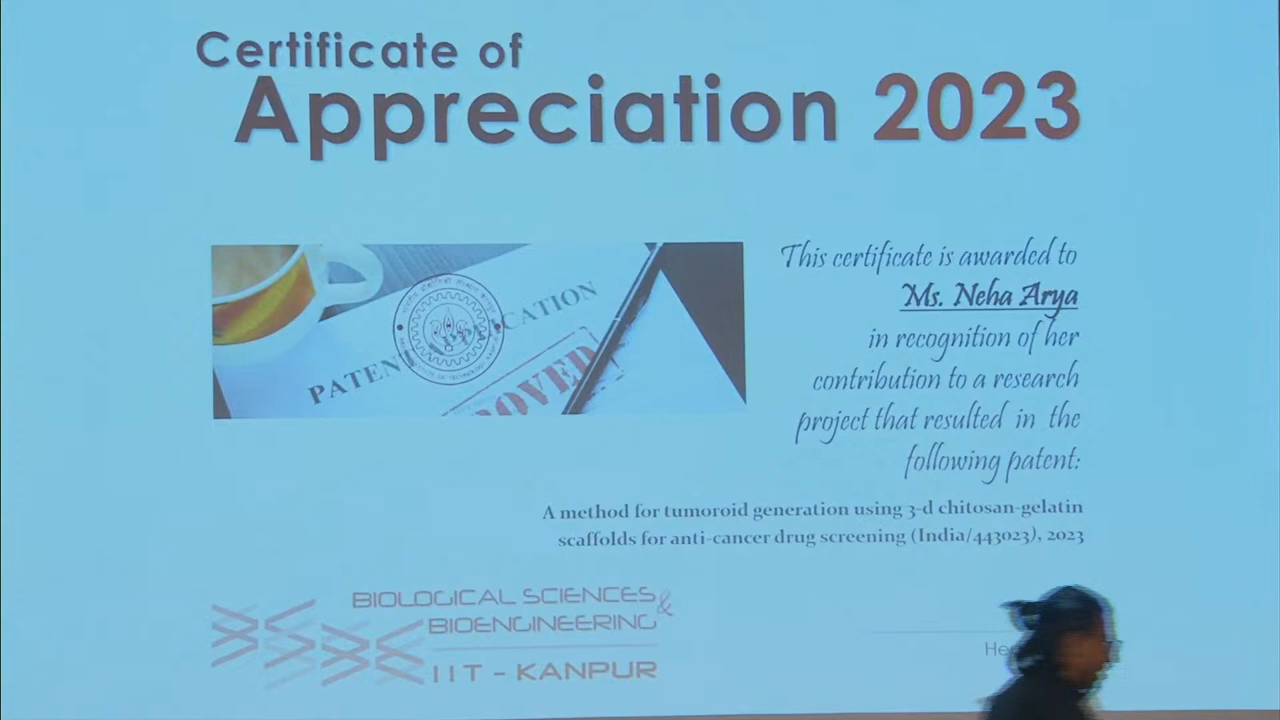 Certificate of
Appreciation 2023
This certificate is awarded to
Ms. Neha Arya
in recognition of her
contribution to a research
project that resulted in the
following patent:
PATENT APPLICATION
A method for tumoroid generation using 3-d chitosan-gelatin
scaffolds for anti-cancer drug screening (India/443023), 2023
BIOLOGICAL SCIENCES &
BIOENGINEERING
IIT - KANPUR